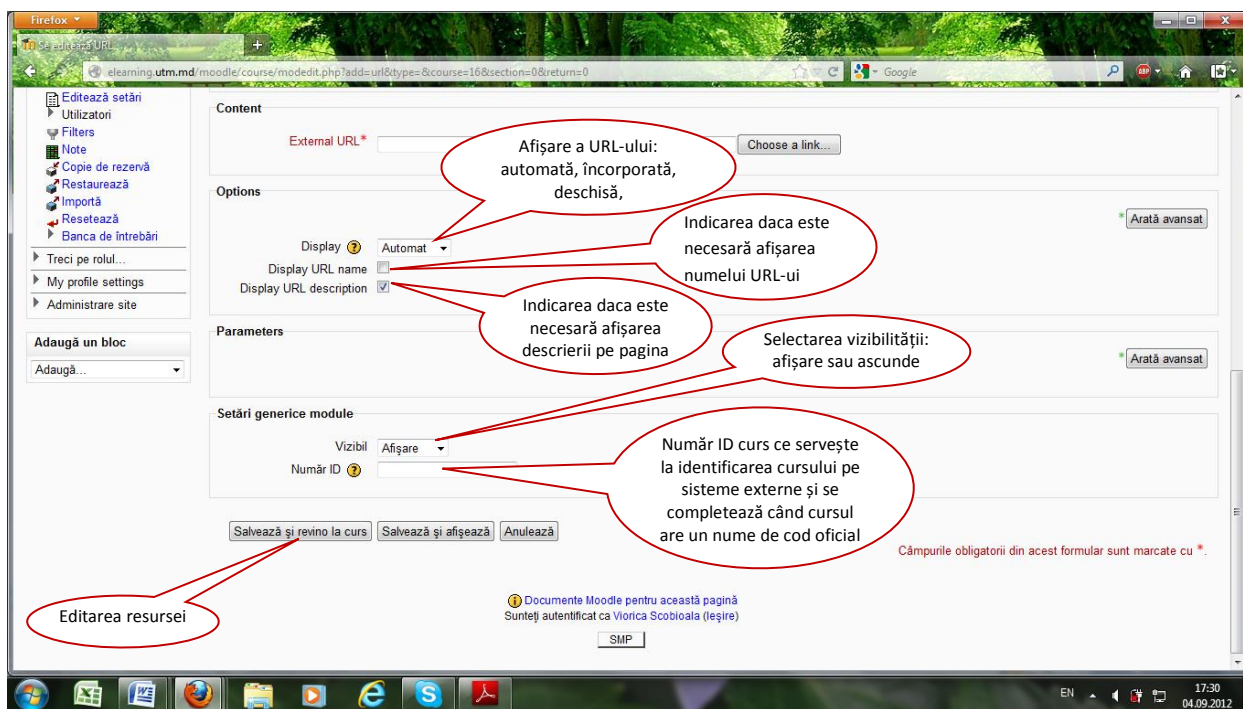 Firefox
Se editează URL
+
elearning.utm.md/moodle/course/modedit.php?add=url&type=&course=16&section=0&return=0
Google
ABP
Editează setări
Utilizatori
Filters
Note
Copie de rezervă
Restaurează
Importă
Resetează
Banca de întrebări
Treci pe rolul...
My profile settings
Administrare site
Adaugă un bloc
Adaugă...
Content
External URL*
Choose a link...
Afișare a URL-ului:
automată, încorporată,
deschisă,
Options
* Arată avansat
Display
Automat
Display URL name
Display URL description
Indicarea daca este
necesară afișarea
numelui URL-ui
Indicarea daca este
necesară afișarea
descrierii pe pagina
Parameters
* Arată avansat
Selectarea vizibilității:
afișare sau ascunde
Setări generice module
Vizibil
Afişare
Număr ID
Număr ID curs ce servește
la identificarea cursului pe
sisteme externe și se
completează când cursul
are un nume de cod oficial
Salvează şi revino la curs
Salvează şi afişează
Anulează
Câmpurile obligatorii din acest formular sunt marcate cu *.
Editarea resursei
Documente Moodle pentru această pagină
Sunteţi autentificat ca Viorica Scobioala (Ieşire)
SMP
EN
17:30
04.09.2012